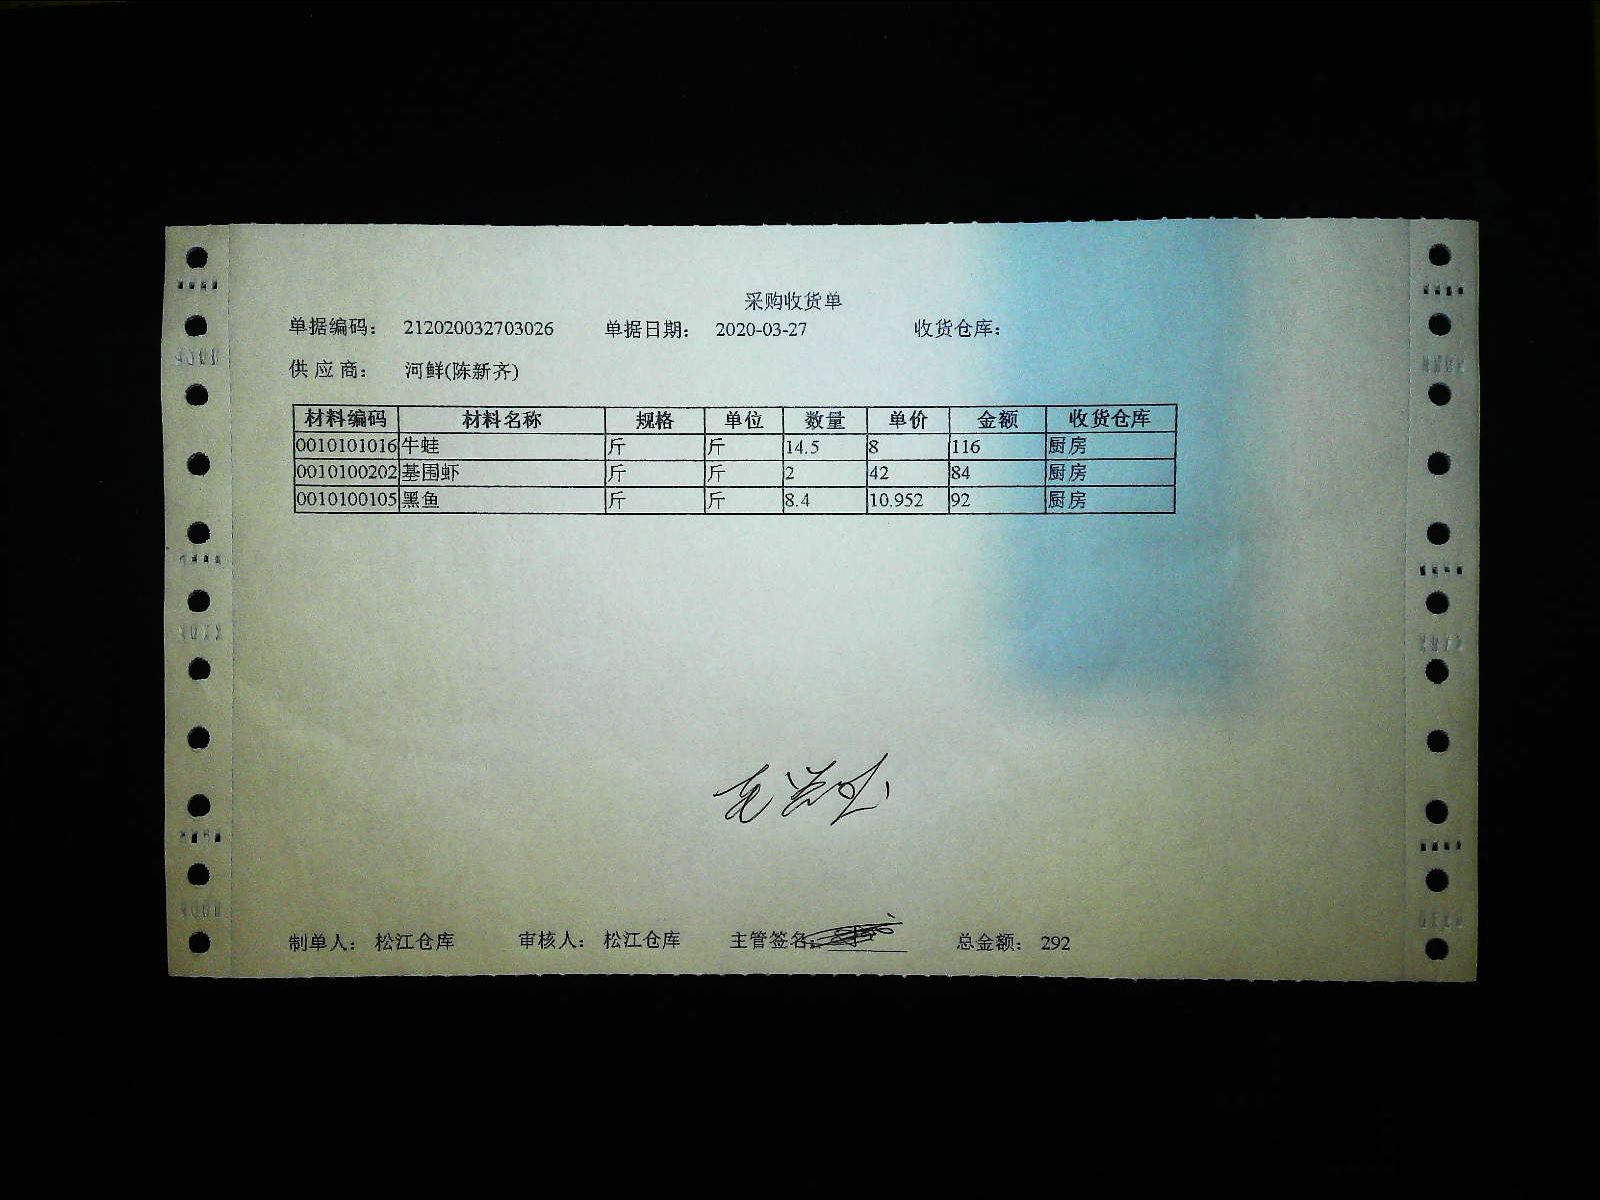 采购收货单
单据编码: 212020032703026 单据日期: 2020-03-27 收货仓库:
供应商: 河鲜(陈新齐)
材料编码 材料名称 规格 单位 数量 单价 金额 收货仓库
0010101016 牛蛙 斤 斤 14.5 8 116 厨房
0010100202 基围虾 斤 斤 2 42 84 厨房
0010100105 黑鱼 斤 斤 8.4 10.952 92 厨房
制单人: 松江仓库 审核人: 松江仓库 主管签名: 总金额: 292